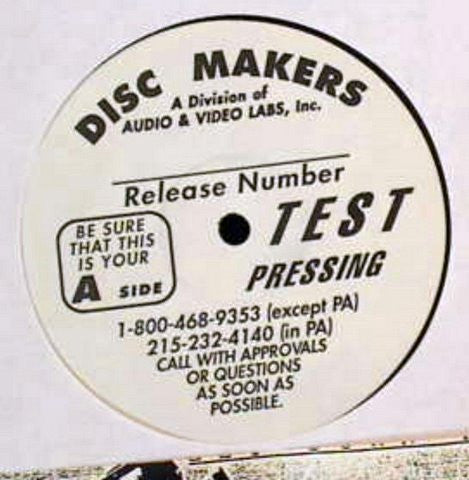 DISC MAKERS
A Division of
AUDIO & VIDEO LABS, Inc.
Release Number
BE SURE
THAT THIS
IS YOUR
A SIDE
TEST
PRESSING
1-800-468-9353 (except PA)
215-232-4140 (in PA)
CALL WITH APPROVALS
OR QUESTIONS
AS SOON AS
POSSIBLE.